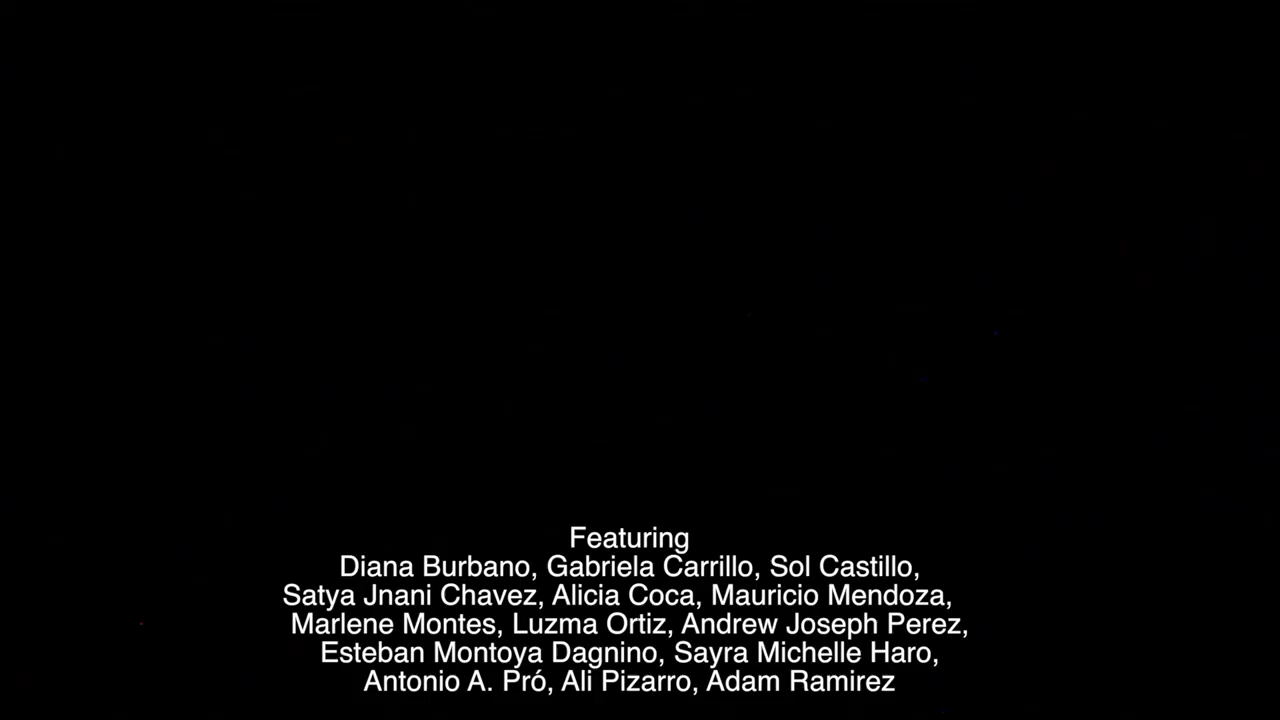 Featuring
Diana Burbano, Gabriela Carrillo, Sol Castillo,
Satya Jnani Chavez, Alicia Coca, Mauricio Mendoza,
Marlene Montes, Luzma Ortiz, Andrew Joseph Perez,
Esteban Montoya Dagnino, Sayra Michelle Haro,
Antonio A. Pró, Ali Pizarro, Adam Ramirez